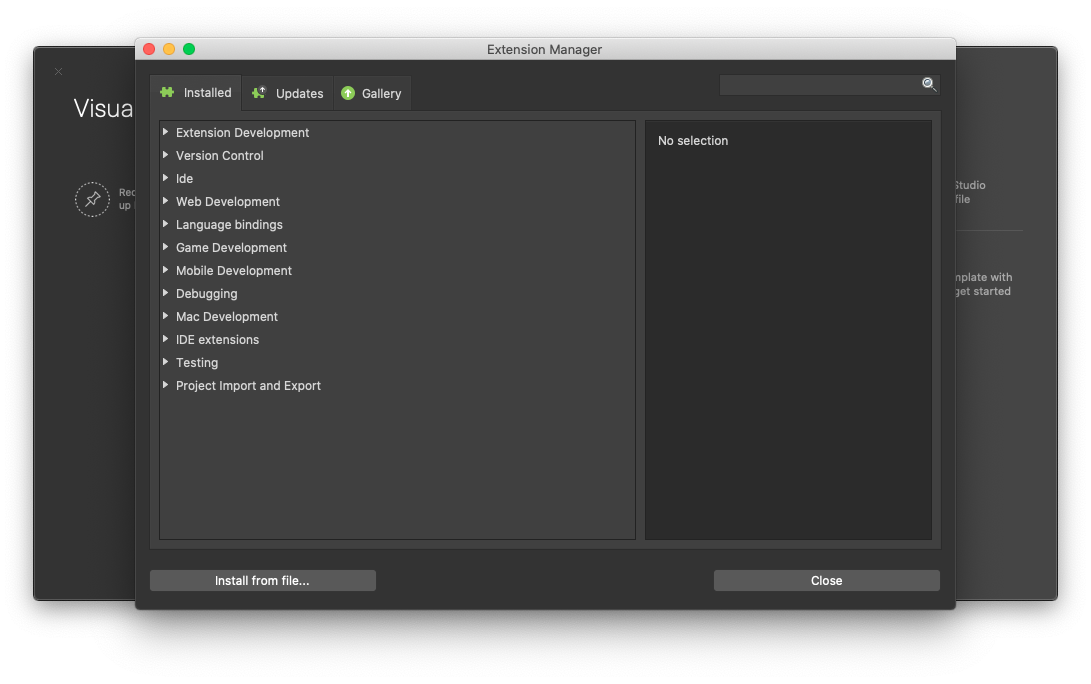 Extension Manager
Installed
Updates
Gallery
Visua
Extension Development
No selection
Version Control
Ide
Web Development
Language bindings
Game Development
Mobile Development
Debugging
Mac Development
IDE extensions
Testing
Project Import and Export
Rec
up
Studio
file
mplate with
get started
Install from file...
Close